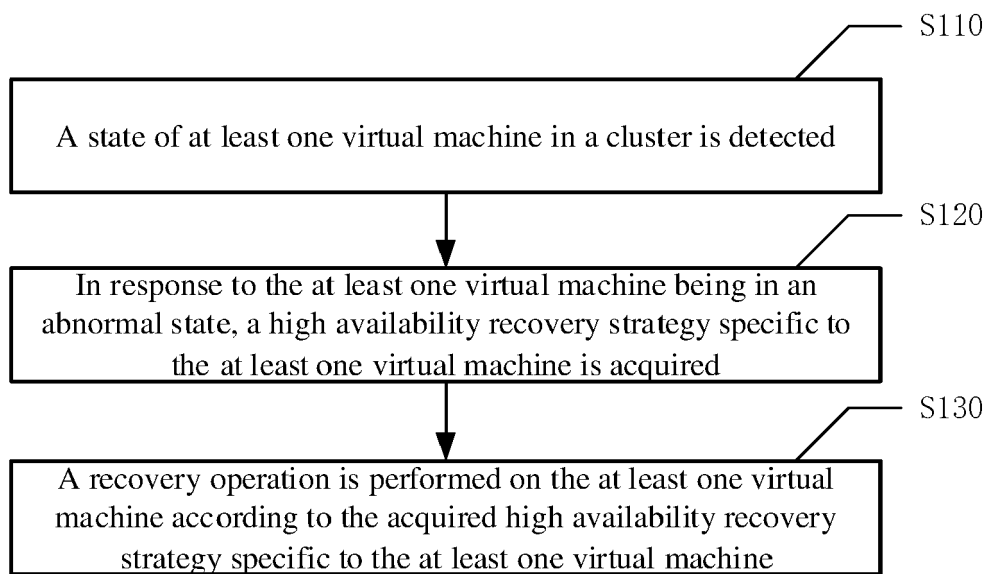 S110
A state of at least one virtual machine in a cluster is detected
S120
In response to the at least one virtual machine being in an
abnormal state, a high availability recovery strategy specific to
the at least one virtual machine is acquired
S130
A recovery operation is performed on the at least one virtual
machine according to the acquired high availability recovery
strategy specific to the at least one virtual machine